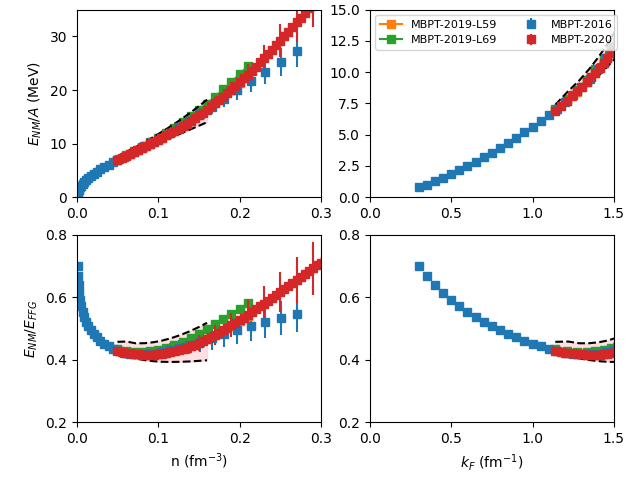 MBPT-2019-L59
MBPT-2019-L69
MBPT-2016
MBPT-2020
E_NM/A (MeV)
30
20
10
0
0.0 0.1 0.2 0.3
15.0
12.5
10.0
7.5
5.0
2.5
0.0
0.0 0.5 1.0 1.5
E_NM/E_FFG
0.8
0.6
0.4
0.2
0.0 0.1 0.2 0.3
n (fm⁻³)
0.8
0.6
0.4
0.2
0.0 0.5 1.0 1.5
k_F (fm⁻¹)